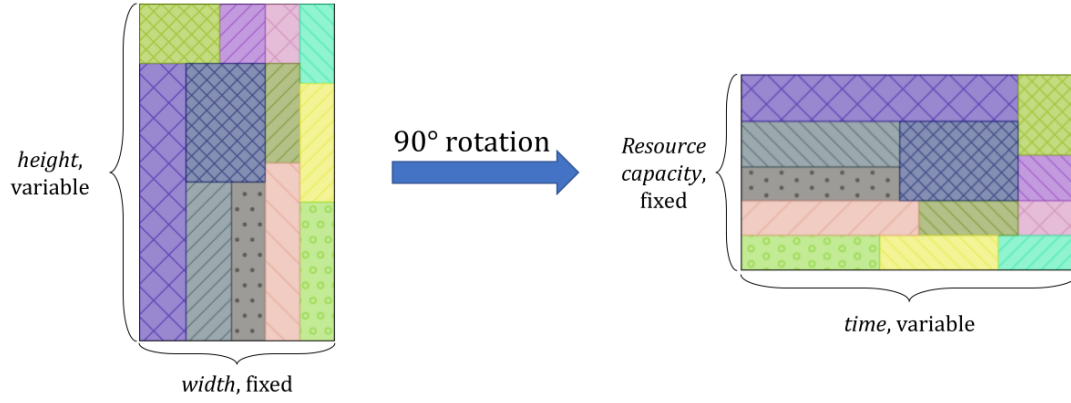 height,
variable
width, fixed
90° rotation
Resource
capacity,
fixed
time, variable